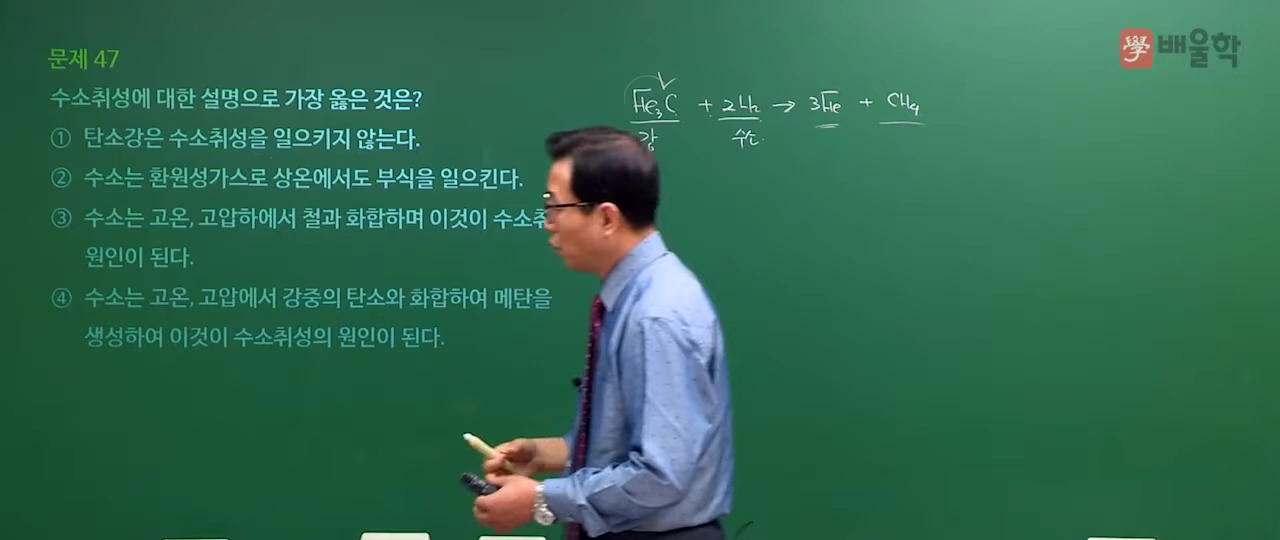 學 배울학
문제 47
수소취성에 대한 설명으로 가장 옳은 것은?
① 탄소강은 수소취성을 일으키지 않는다.
② 수소는 환원성가스로 상온에서도 부식을 일으킨다.
③ 수소는 고온, 고압하에서 철과 화합하며 이것이 수소취
원인이 된다.
④ 수소는 고온, 고압에서 강중의 탄소와 화합하여 메탄을
생성하여 이것이 수소취성의 원인이 된다.
Fe₃C + 2H₂ → 3Fe + CH₄
강 수소